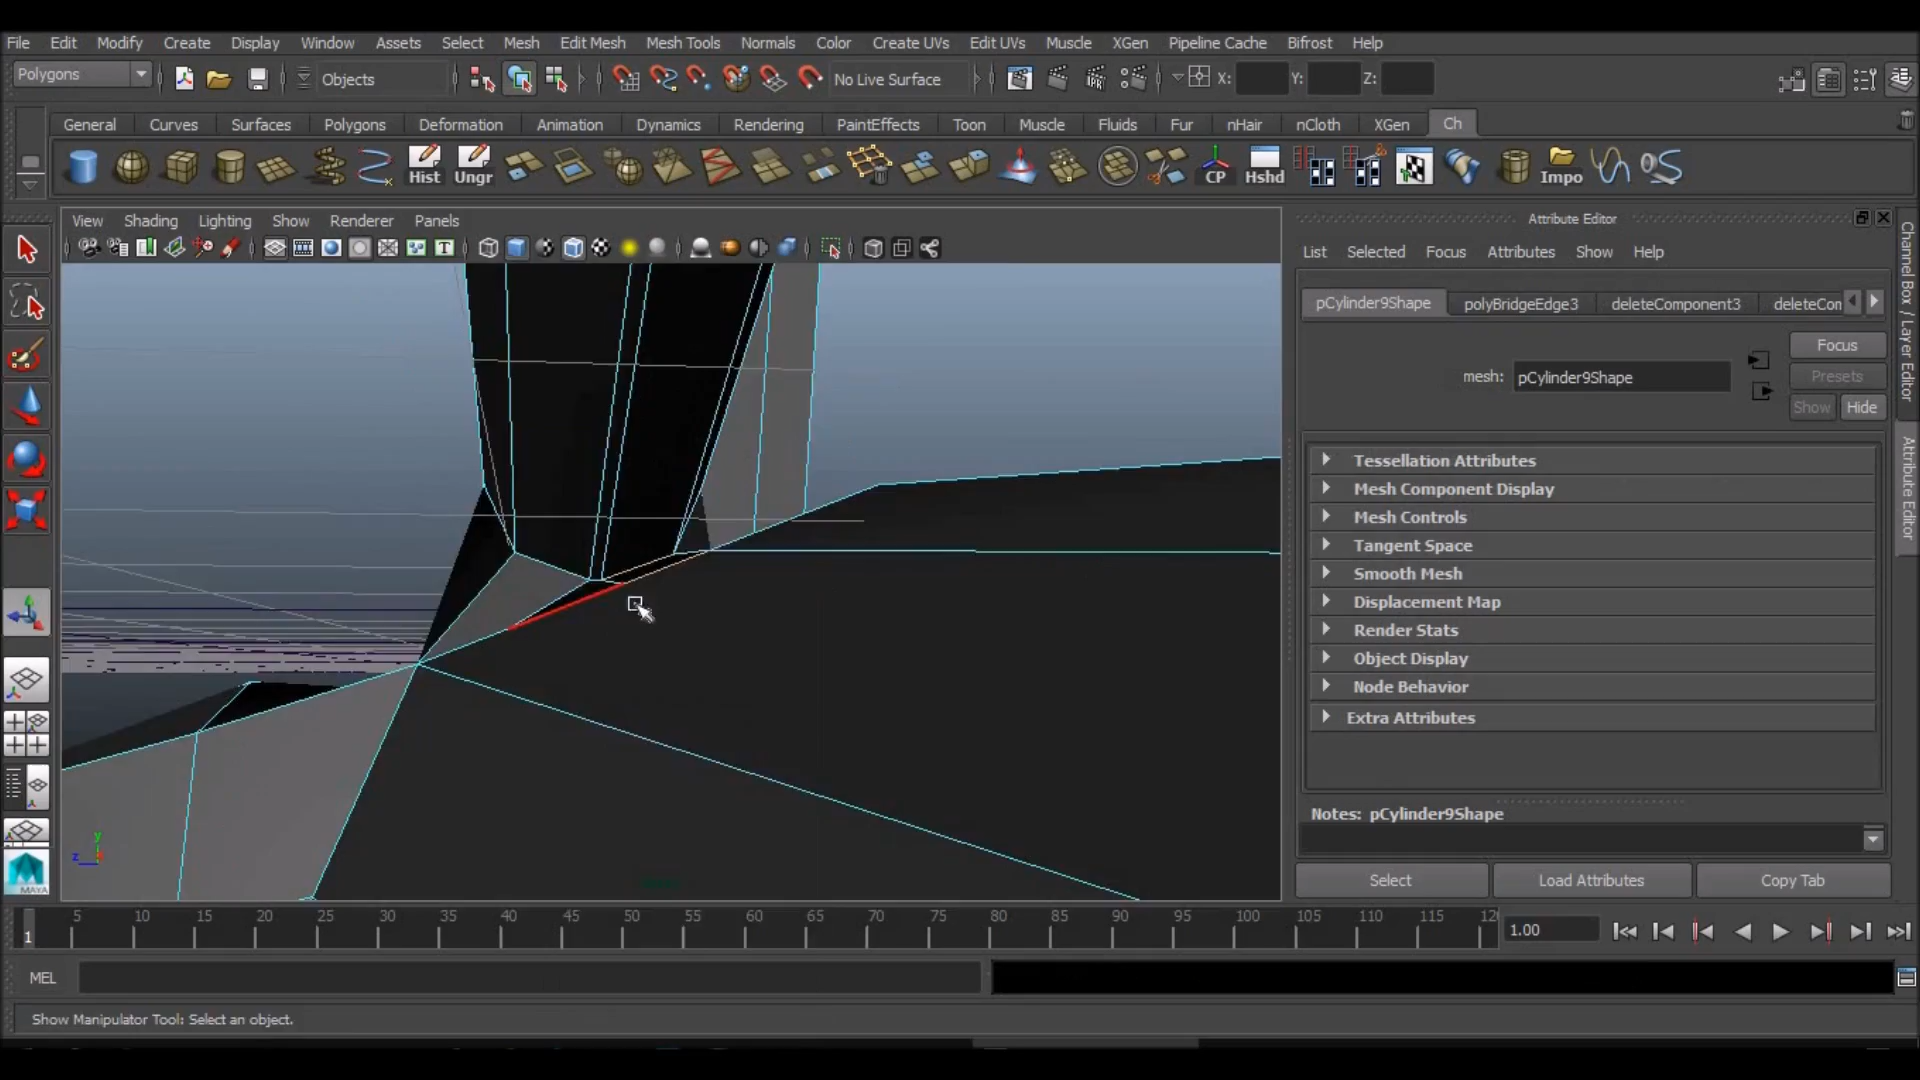 File Edit Modify Create Display Window Assets Select Mesh Edit Mesh Mesh Tools Normals Color Create UVs Edit UVs Muscle XGen Pipeline Cache Bifrost Help
Polygons Objects No Live Surface X: Y: Z:
General Curves Surfaces Polygons Deformation Animation Dynamics Rendering PaintEffects Toon Muscle Fluids Fur nHair nCloth XGen Ch
Hist Ungr CP Hshd Impo
View Shading Lighting Show Renderer Panels
Attribute Editor
List Selected Focus Attributes Show Help
pCylinder9Shape polyBridgeEdge3 deleteComponent3 deleteCon
Focus
mesh: pCylinder9Shape
Presets
Show Hide
Tessellation Attributes
Mesh Component Display
Mesh Controls
Tangent Space
Smooth Mesh
Displacement Map
Render Stats
Object Display
Node Behavior
Extra Attributes
Notes: pCylinder9Shape
Select Load Attributes Copy Tab
Channel Box / Layer Editor
Attribute Editor
y
z
MAYA
5 10 15 20 25 30 35 40 45 50 55 60 65 70 75 80 85 90 95 100 105 110 115 12
1
1.00
MEL
Show Manipulator Tool: Select an object.